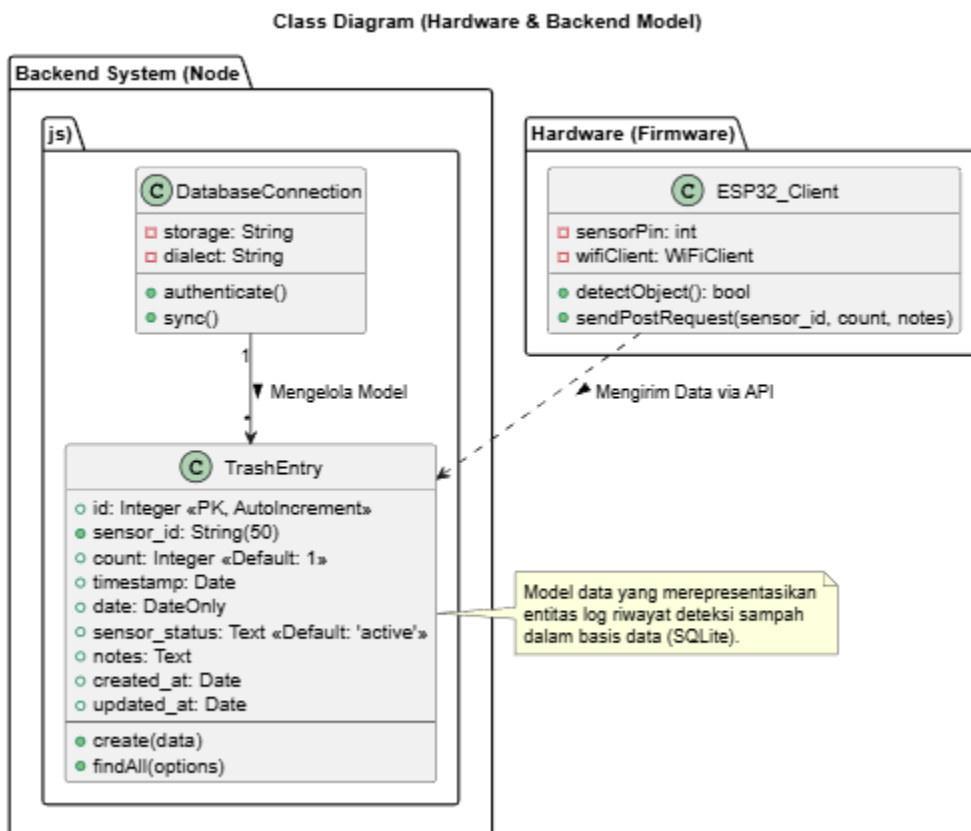 Class Diagram (Hardware & Backend Model)
Backend System (Node
js)
C DatabaseConnection
storage: String
dialect: String
authenticate()
sync()
Hardware (Firmware)
C ESP32_Client
sensorPin: int
wifiClient: WiFiClient
detectObject(): bool
sendPostRequest(sensor_id, count, notes)
1
Mengelola Model
*
Mengirim Data via API
C TrashEntry
id: Integer «PK, AutoIncrement»
sensor_id: String(50)
count: Integer «Default: 1»
timestamp: Date
date: DateOnly
sensor_status: Text «Default: 'active'»
notes: Text
created_at: Date
updated_at: Date
create(data)
findAll(options)
Model data yang merepresentasikan
entitas log riwayat deteksi sampah
dalam basis data (SQLite).